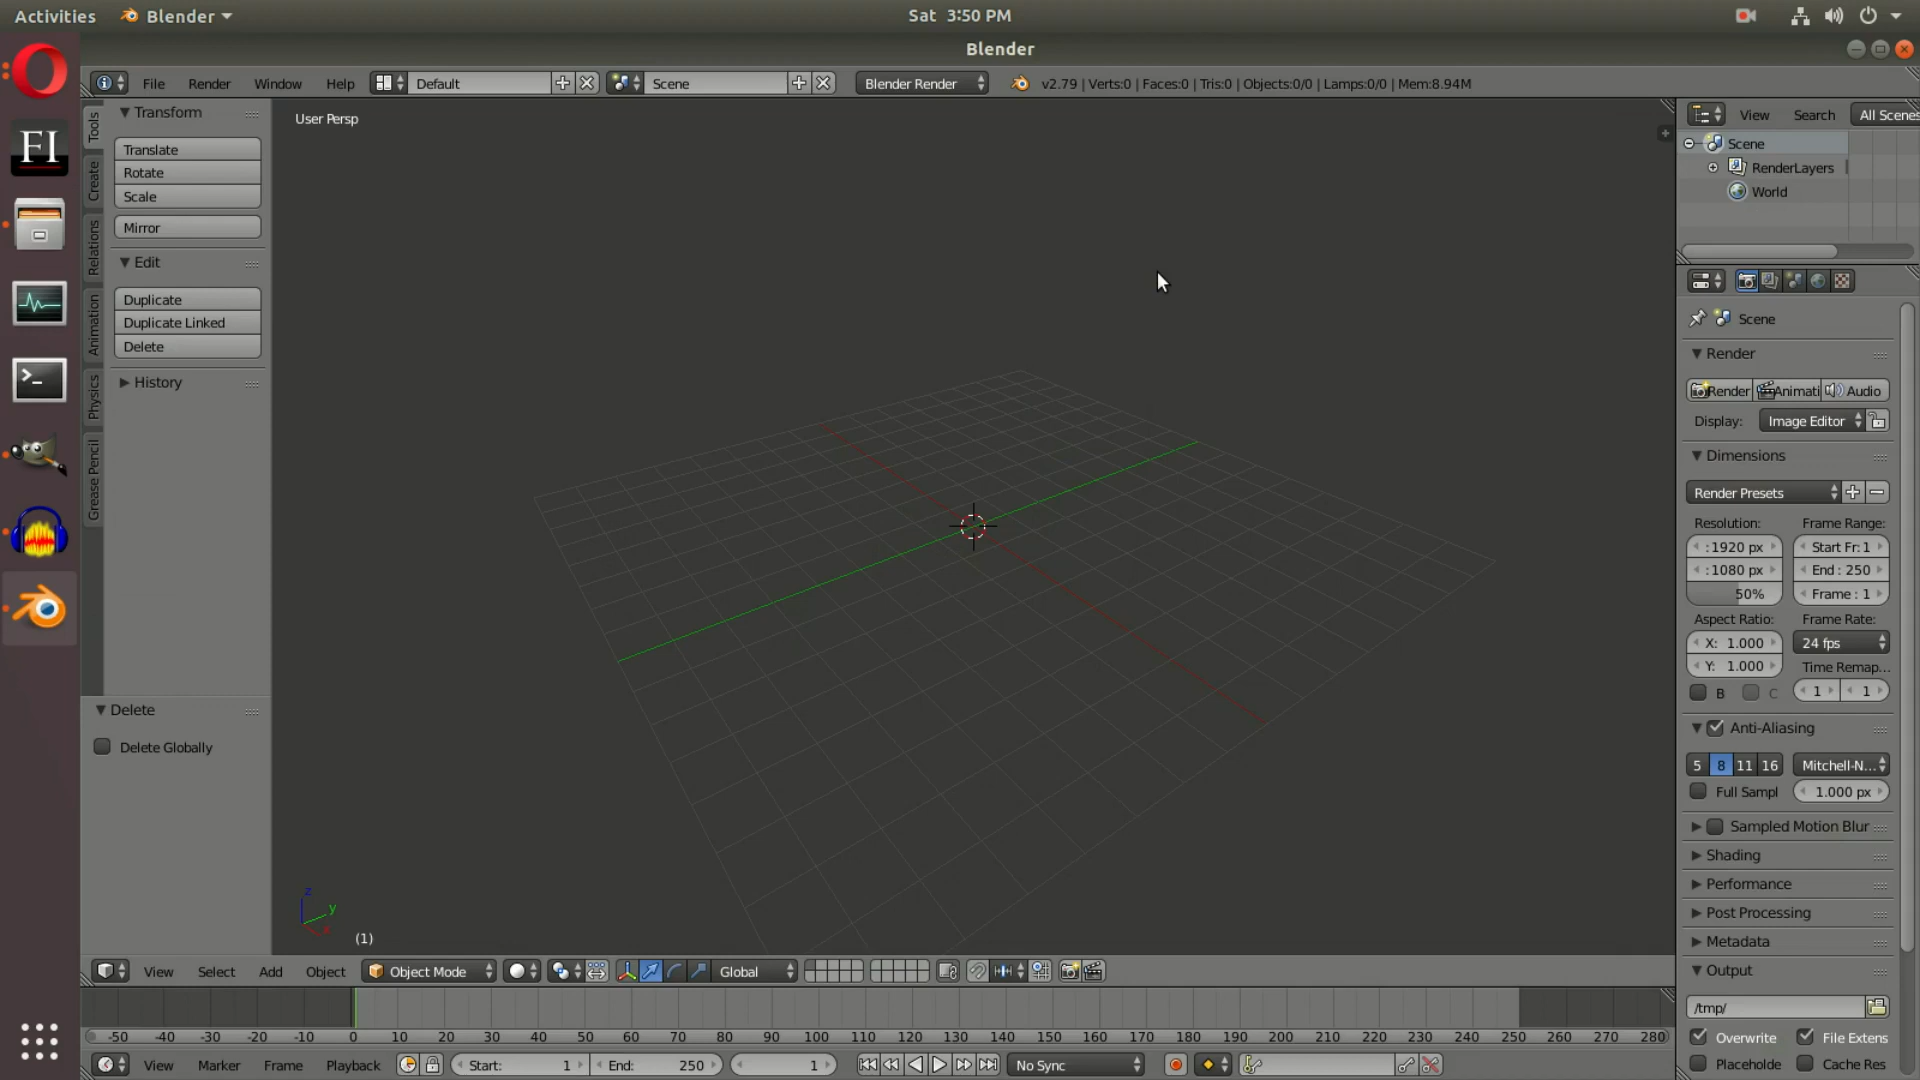 Activities Blender Sat 3:50 PM
Blender
File Render Window Help Default Scene Blender Render v2.79 | Verts:0 | Faces:0 | Tris:0 | Objects:0/0 | Lamps:0/0 | Mem:8.94M
FI
Tools
Create
Relations
Animation
Physics
Grease Pencil
Transform
Translate
Rotate
Scale
Mirror
Edit
Duplicate
Duplicate Linked
Delete
History
Delete
Delete Globally
User Persp
z
y
x
(1)
View Search All Scenes
Scene
RenderLayers
World
Scene
Render
Render Animati Audio
Display: Image Editor
Dimensions
Render Presets
Resolution: Frame Range:
:1920 px Start Fr: 1
:1080 px End : 250
50% Frame : 1
Aspect Ratio: Frame Rate:
X: 1.000 24 fps
Y: 1.000 Time Remap...
B C 1 1
Anti-Aliasing
5 8 11 16 Mitchell-N...
Full Sampl 1.000 px
Sampled Motion Blur
Shading
Performance
Post Processing
Metadata
Output
/tmp/
Overwrite File Extens
Placeholde Cache Res
View Select Add Object Object Mode Global
-50 -40 -30 -20 -10 0 10 20 30 40 50 60 70 80 90 100 110 120 130 140 150 160 170 180 190 200 210 220 230 240 250 260 270 280
View Marker Frame Playback Start: 1 End: 250 1 No Sync